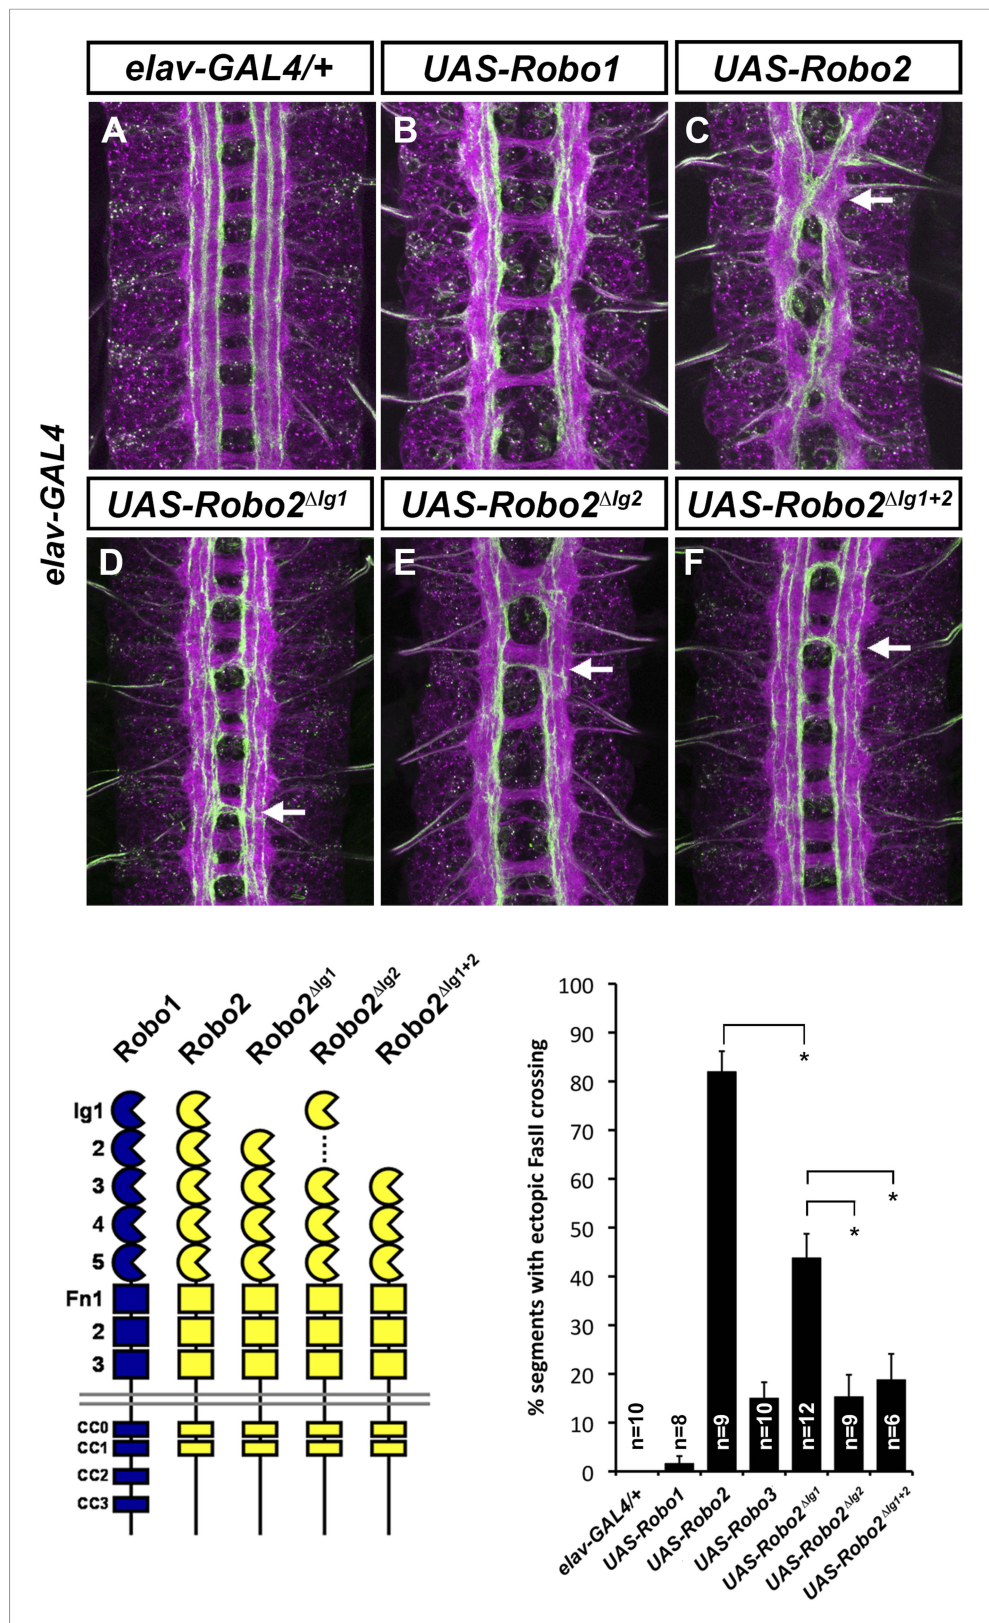 elav-GAL4/+ UAS-Robo1 UAS-Robo2
A B C
elav-GAL4
UAS-Robo2ΔIg1 UAS-Robo2ΔIg2 UAS-Robo2ΔIg1+2
D E F
Robo1
Robo2
Robo2ΔIg1
Robo2ΔIg2
Robo2ΔIg1+2
Ig1
2
3
4
5
Fn1
2
3
CC0
CC1
CC2
CC3
% segments with ectopic FasII crossing
100
90
80
70
60
50
40
30
20
10
0
*
*
*
n=10
n=8
n=9
n=10
n=12
n=9
n=6
elav-GAL4/+
UAS-Robo1
UAS-Robo2
UAS-Robo3
UAS-Robo2ΔIg1
UAS-Robo2ΔIg2
UAS-Robo2ΔIg1+2